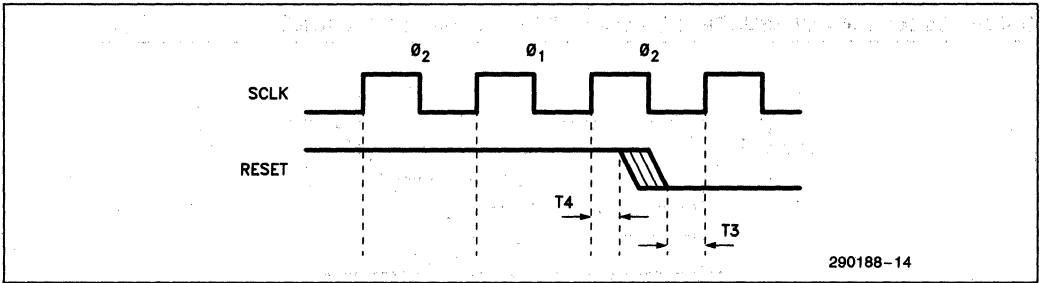 Ø2 Ø1 Ø2
SCLK
RESET
T4
T3
290188-14